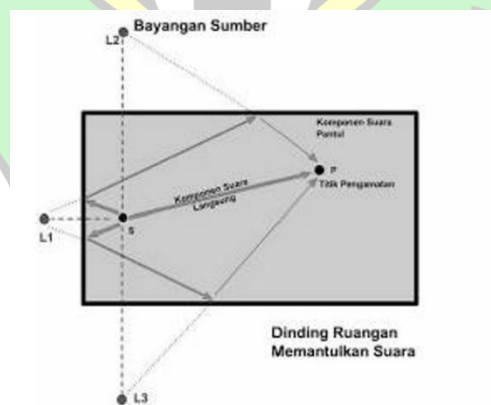 Bayangan Sumber
L2
Komponen Suara
Pantul
P
Titik Pengamatan
Komponen Suara
Langsung
S
L1
Dinding Ruangan
Memantulkan Suara
L3